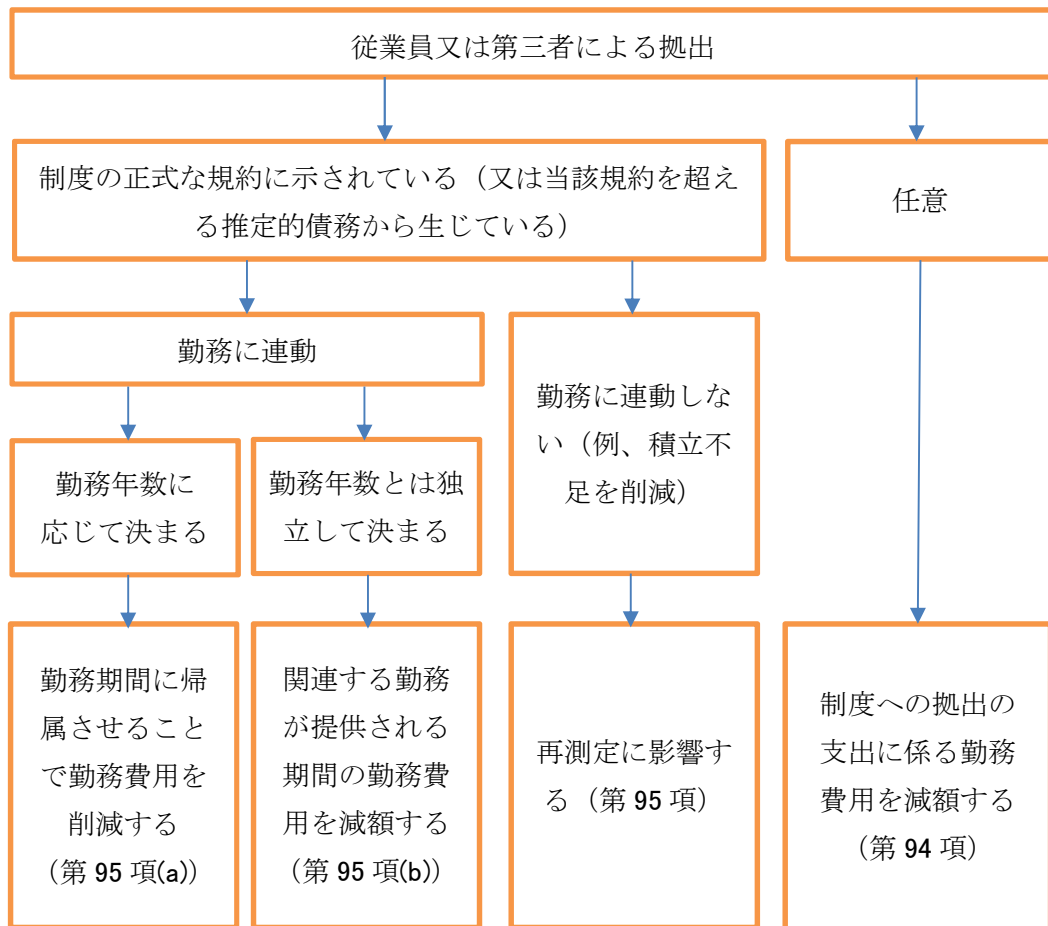 従業員又は第三者による拠出
制度の正式な規約に示されている（又は当該規約を超え
る推定的債務から生じている）
任意
勤務に連動
勤務に連動しな
い（例、積立不
足を削減）
勤務年数に
応じて決まる
勤務年数とは独
立して決まる
勤務期間に帰
属させること
で勤務費用を
削減する
（第 95 項(a)）
関連する勤務
が提供される
期間の勤務費
用を減額する
（第 95 項(b)）
再測定に影響す
る（第 95 項）
制度への拠出の
支出に係る勤務
費用を減額する
（第 94 項）